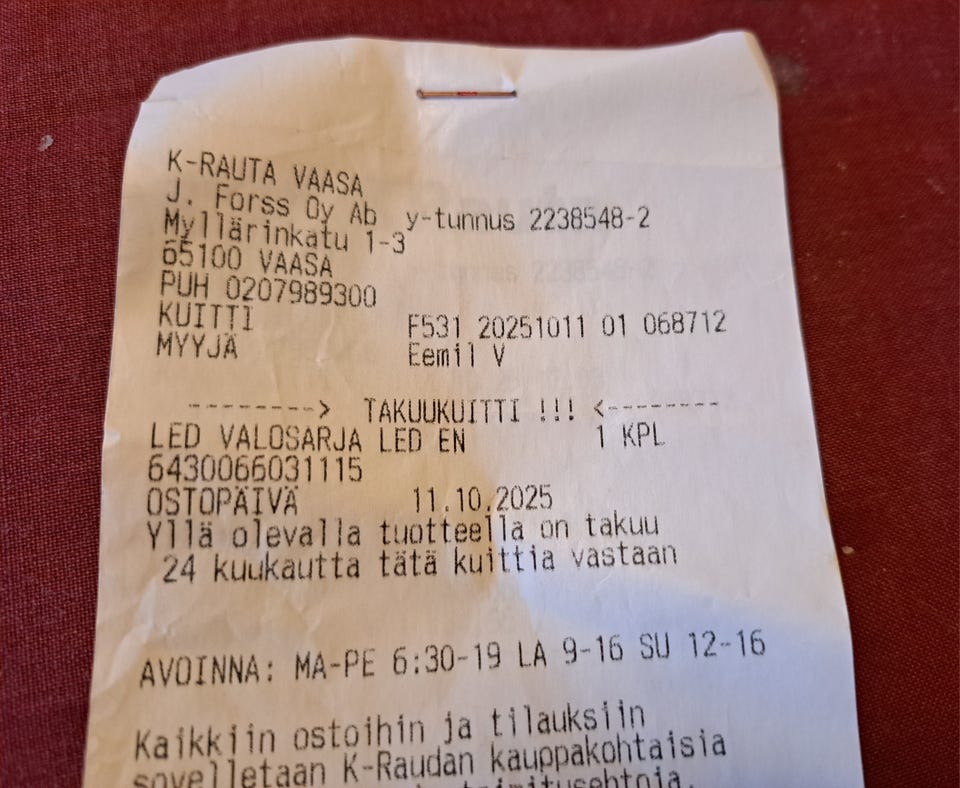 K-RAUTA VAASA
J. Forss Oy Ab y-tunnus 2238548-2
Myllärinkatu 1-3
65100 VAASA
PUH 0207989300
KUITTI F531 20251011 01 068712
MYYJÄ Eemil V
--------> TAKUUKUITTI !!! <--------
LED VALOSARJA LED EN 1 KPL
6430066031115
OSTOPÄIVÄ 11.10.2025
Yllä olevalla tuotteella on takuu
24 kuukautta tätä kuittia vastaan
AVOINNA: MA-PE 6:30-19 LA 9-16 SU 12-16
Kaikkiin ostoihin ja tilauksiin
sovelletaan K-Raudan kauppakohtaisia